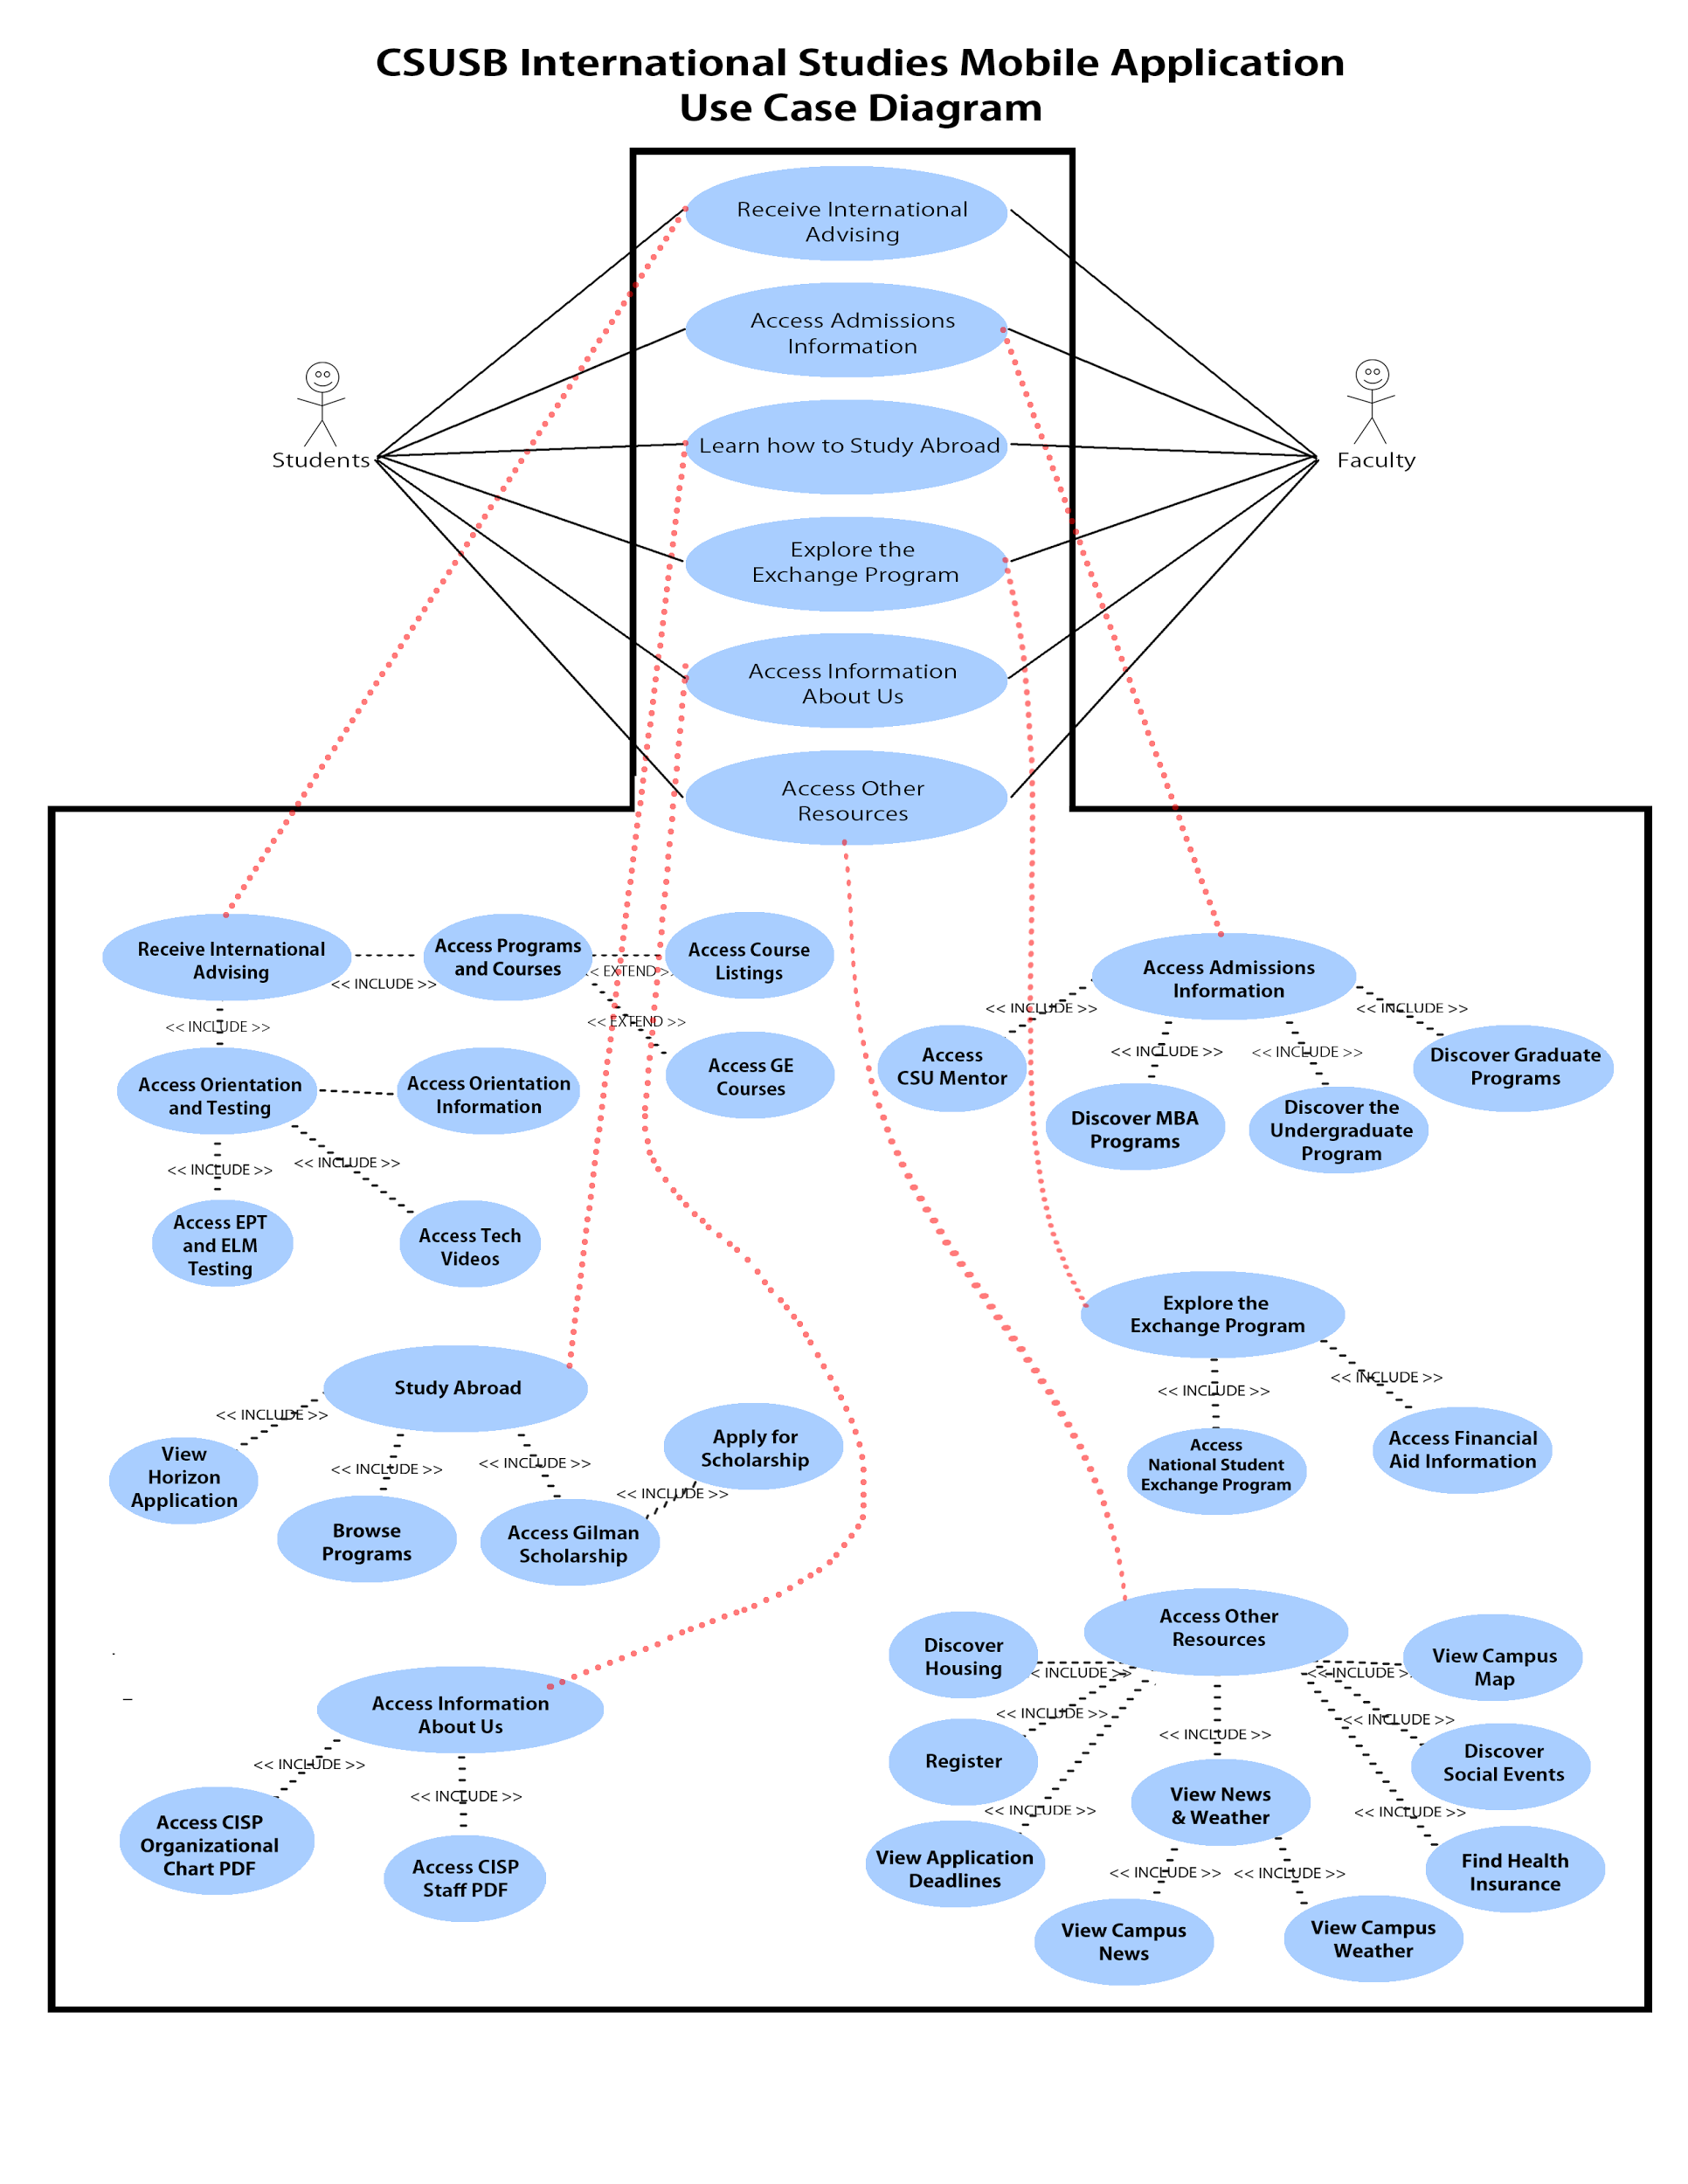 CSUSB International Studies Mobile Application
Use Case Diagram
Receive International
Advising
Access Admissions
Information
Learn how to Study Abroad
Explore the
Exchange Program
Access Information
About Us
Access Other
Resources
Students
Faculty
Receive International
Advising
<< INCLUDE >>
Access Programs
and Courses
<< EXTEND >>
Access Course
Listings
<< EXTEND >>
Access GE
Courses
<< INCLUDE >>
Access Orientation
and Testing
Access Orientation
Information
<< INCLUDE >>
<< INCLUDE >>
Access EPT
and ELM
Testing
Access Tech
Videos
Access Admissions
Information
<< INCLUDE >>
<< INCLUDE >>
<< INCLUDE >>
<< INCLUDE >>
Access
CSU Mentor
Discover MBA
Programs
Discover the
Undergraduate
Program
Discover Graduate
Programs
Explore the
Exchange Program
<< INCLUDE >>
<< INCLUDE >>
Access
National Student
Exchange Program
Access Financial
Aid Information
Study Abroad
<< INCLUDE >>
<< INCLUDE >>
<< INCLUDE >>
<< INCLUDE >>
View
Horizon
Application
Browse
Programs
Access Gilman
Scholarship
Apply for
Scholarship
Access Information
About Us
<< INCLUDE >>
<< INCLUDE >>
Access CISP
Organizational
Chart PDF
Access CISP
Staff PDF
Access Other
Resources
Discover
Housing
<< INCLUDE >>
<< INCLUDE >>
View Campus
Map
<< INCLUDE >>
<< INCLUDE >>
<< INCLUDE >>
Register
Discover
Social Events
View News
& Weather
<< INCLUDE >>
<< INCLUDE >>
View Application
Deadlines
Find Health
Insurance
<< INCLUDE >>
<< INCLUDE >>
View Campus
News
View Campus
Weather